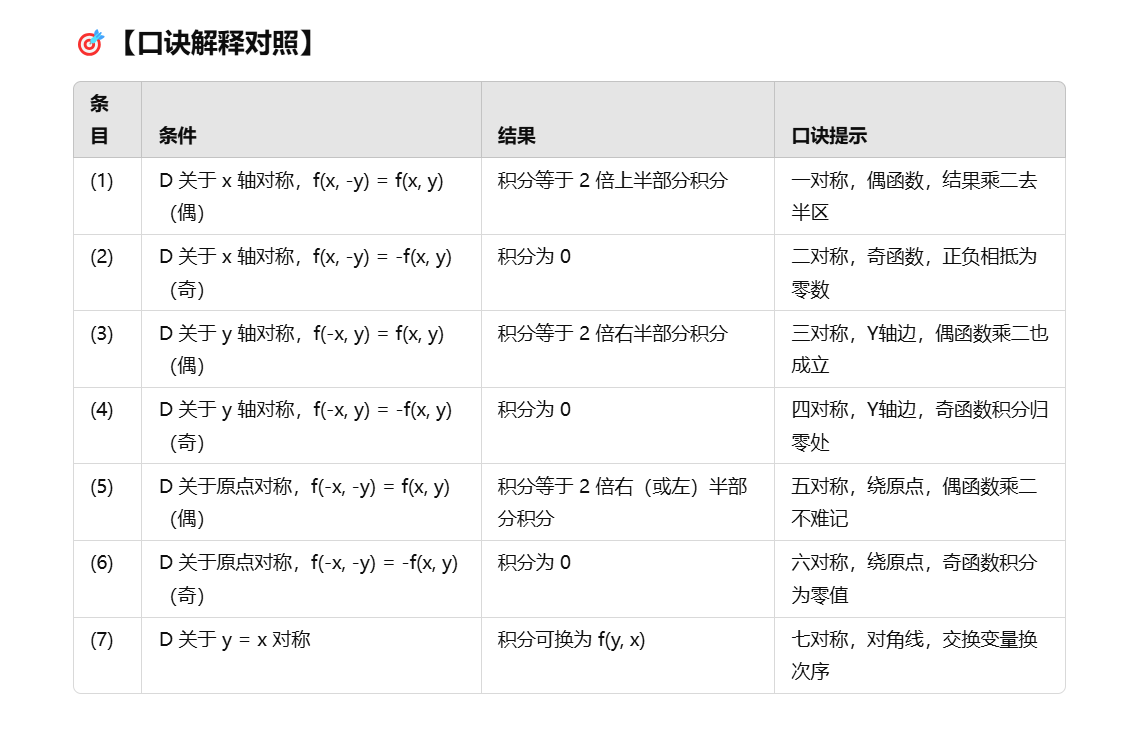 🎯【口诀解释对照】
条
目
条件
结果
口诀提示
(1)
D 关于 x 轴对称，f(x, -y) = f(x, y)
（偶）
积分等于 2 倍上半部分积分
一对称，偶函数，结果乘二去
半区
(2)
D 关于 x 轴对称，f(x, -y) = -f(x, y)
（奇）
积分为 0
二对称，奇函数，正负相抵为
零数
(3)
D 关于 y 轴对称，f(-x, y) = f(x, y)
（偶）
积分等于 2 倍右半部分积分
三对称，Y轴边，偶函数乘二也
成立
(4)
D 关于 y 轴对称，f(-x, y) = -f(x, y)
（奇）
积分为 0
四对称，Y轴边，奇函数积分归
零处
(5)
D 关于原点对称，f(-x, -y) = f(x, y)
（偶）
积分等于 2 倍右（或左）半部
分积分
五对称，绕原点，偶函数乘二
不难记
(6)
D 关于原点对称，f(-x, -y) = -f(x, y)
（奇）
积分为 0
六对称，绕原点，奇函数积分
为零值
(7)
D 关于 y = x 对称
积分可换为 f(y, x)
七对称，对角线，交换变量换
次序